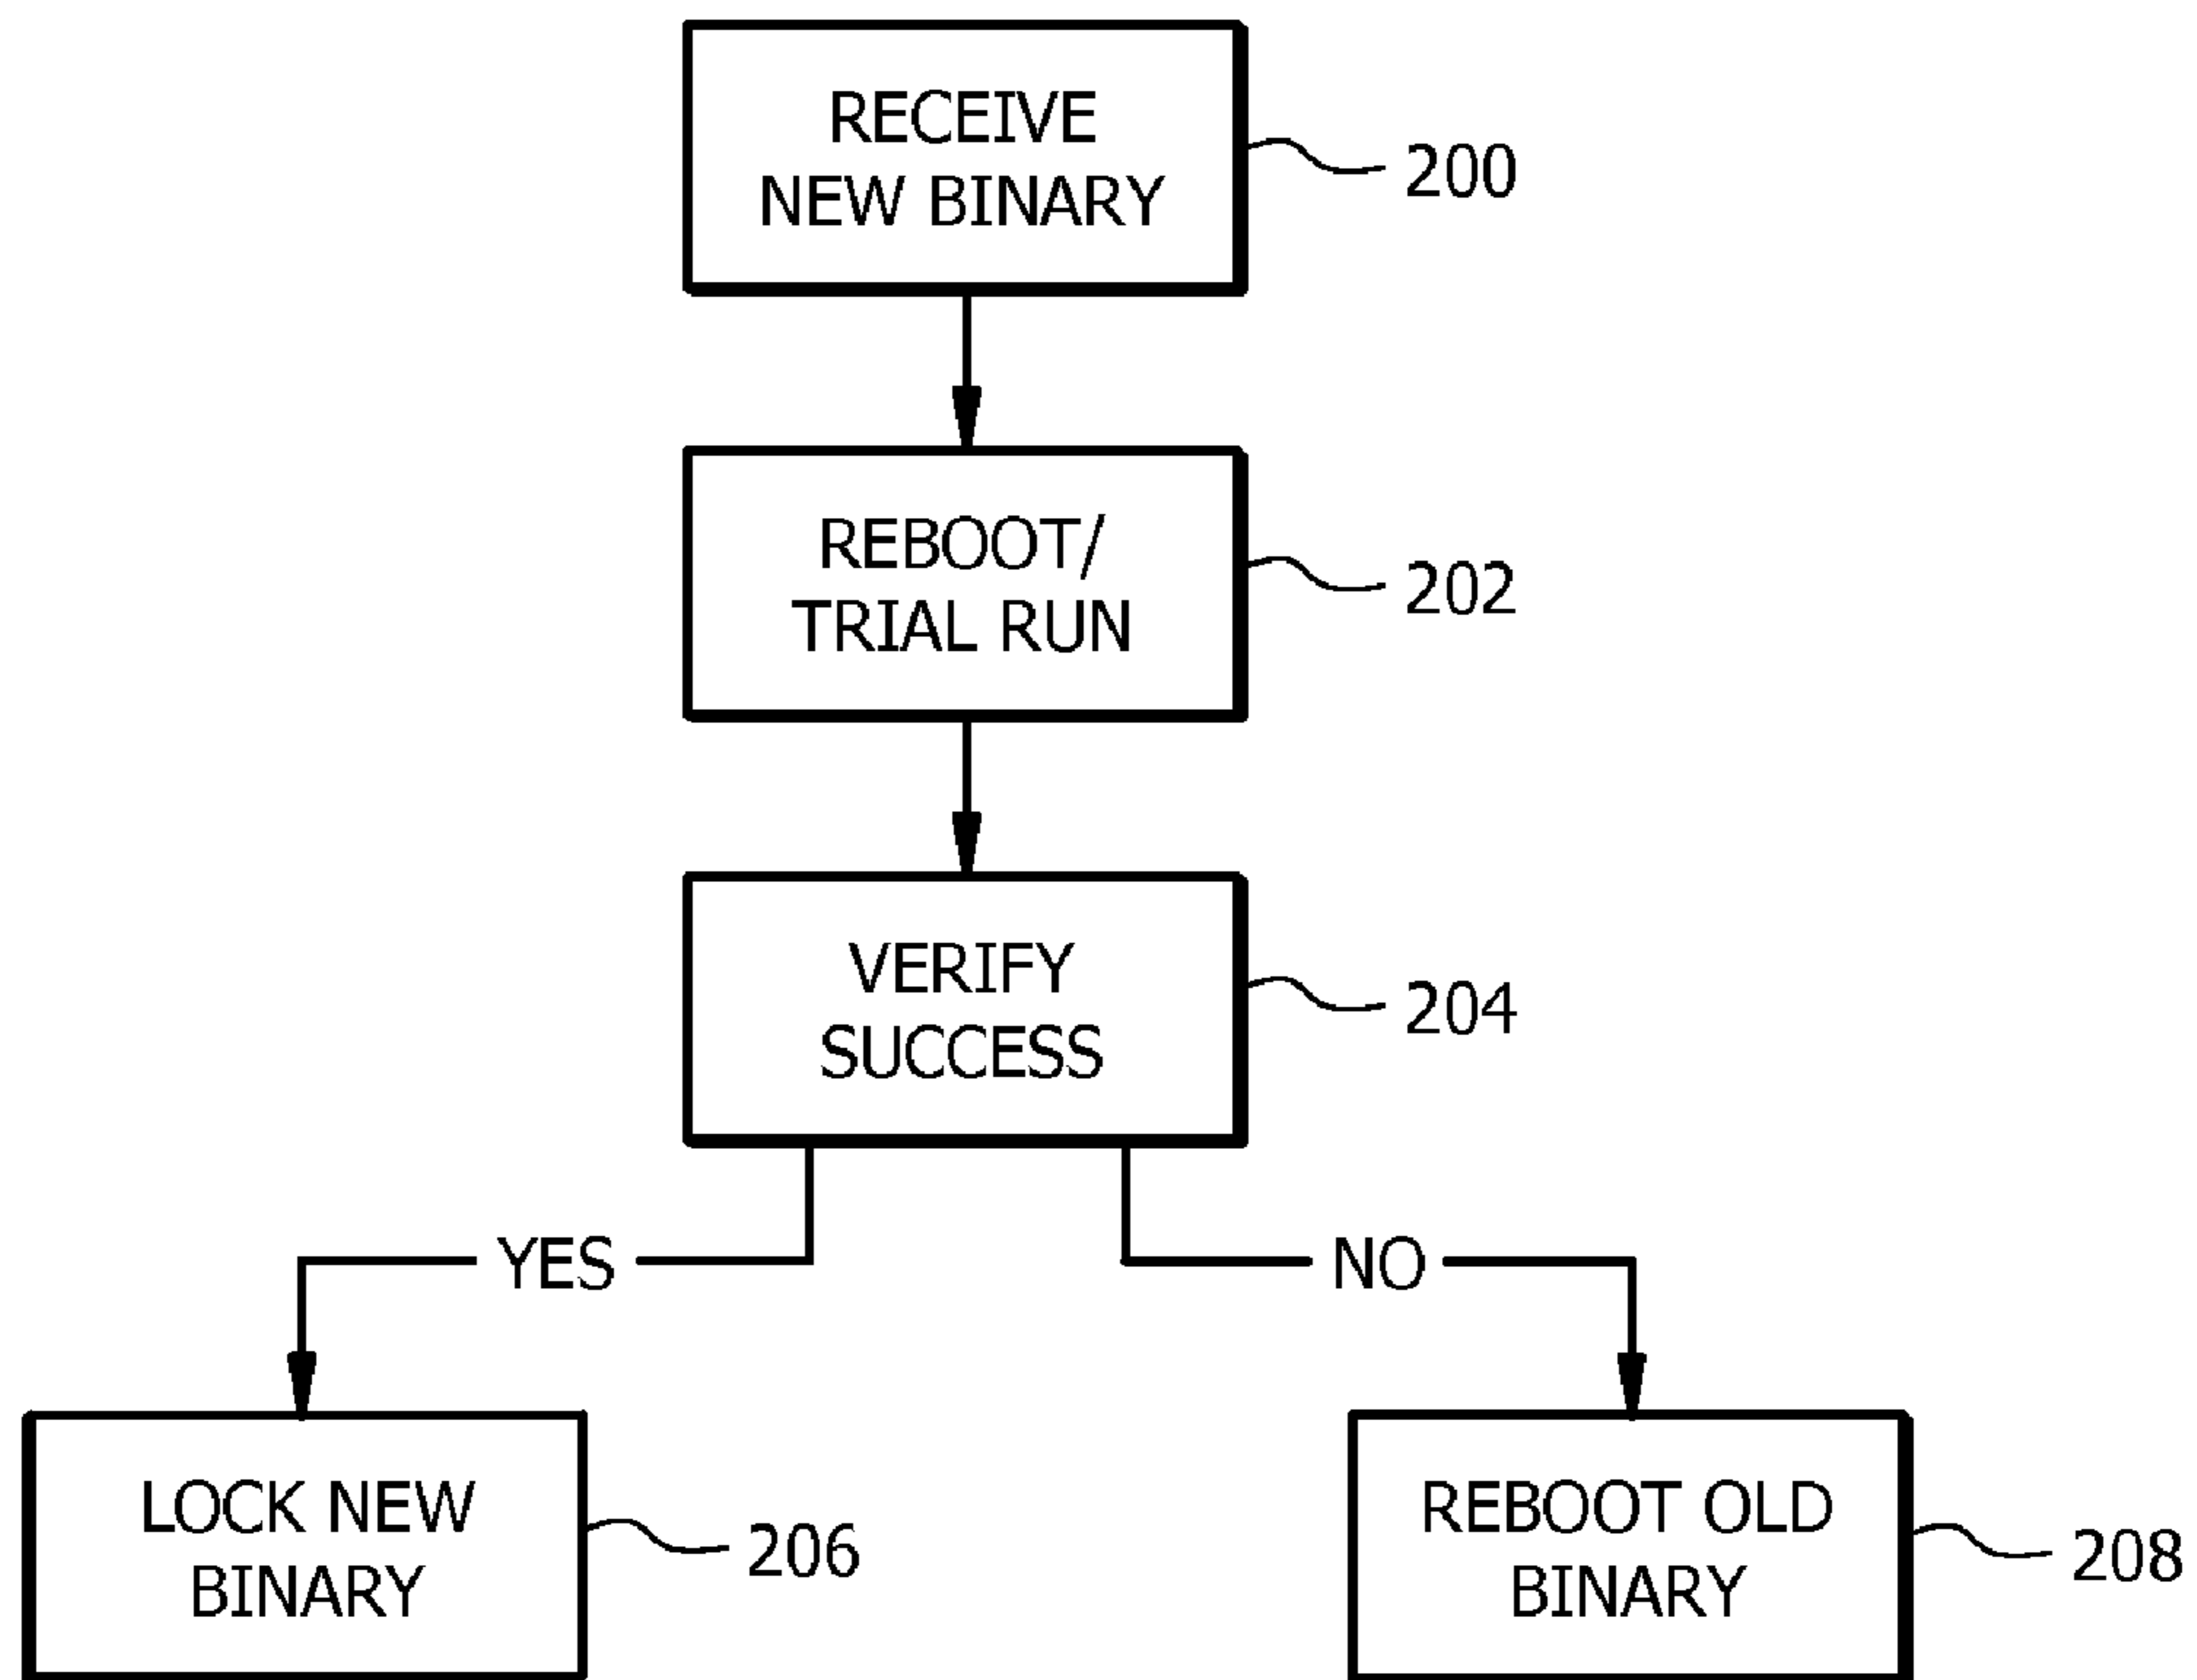 RECEIVE
NEW BINARY
200
REBOOT/
TRIAL RUN
202
VERIFY
SUCCESS
204
YES
NO
LOCK NEW
BINARY
206
REBOOT OLD
BINARY
208